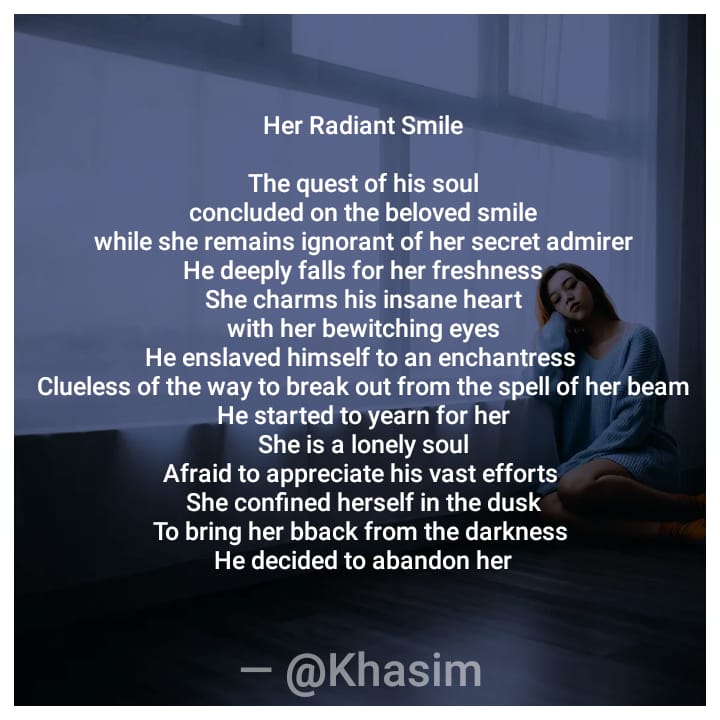 Her Radiant Smile
The quest of his soul
concluded on the beloved smile
while she remains ignorant of her secret admirer
He deeply falls for her freshness
She charms his insane heart
with her bewitching eyes
He enslaved himself to an enchantress
Clueless of the way to break out from the spell of her beam
He started to yearn for her
She is a lonely soul
Afraid to appreciate his vast efforts
She confined herself in the dusk
To bring her bback from the darkness
He decided to abandon her
— @Khasim